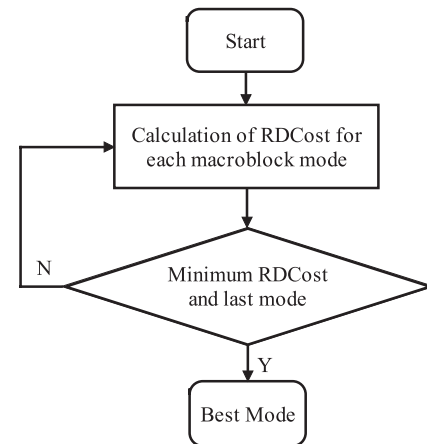 Start
Calculation of RDCost for
each macroblock mode
N
Minimum RDCost
and last mode
Y
Best Mode